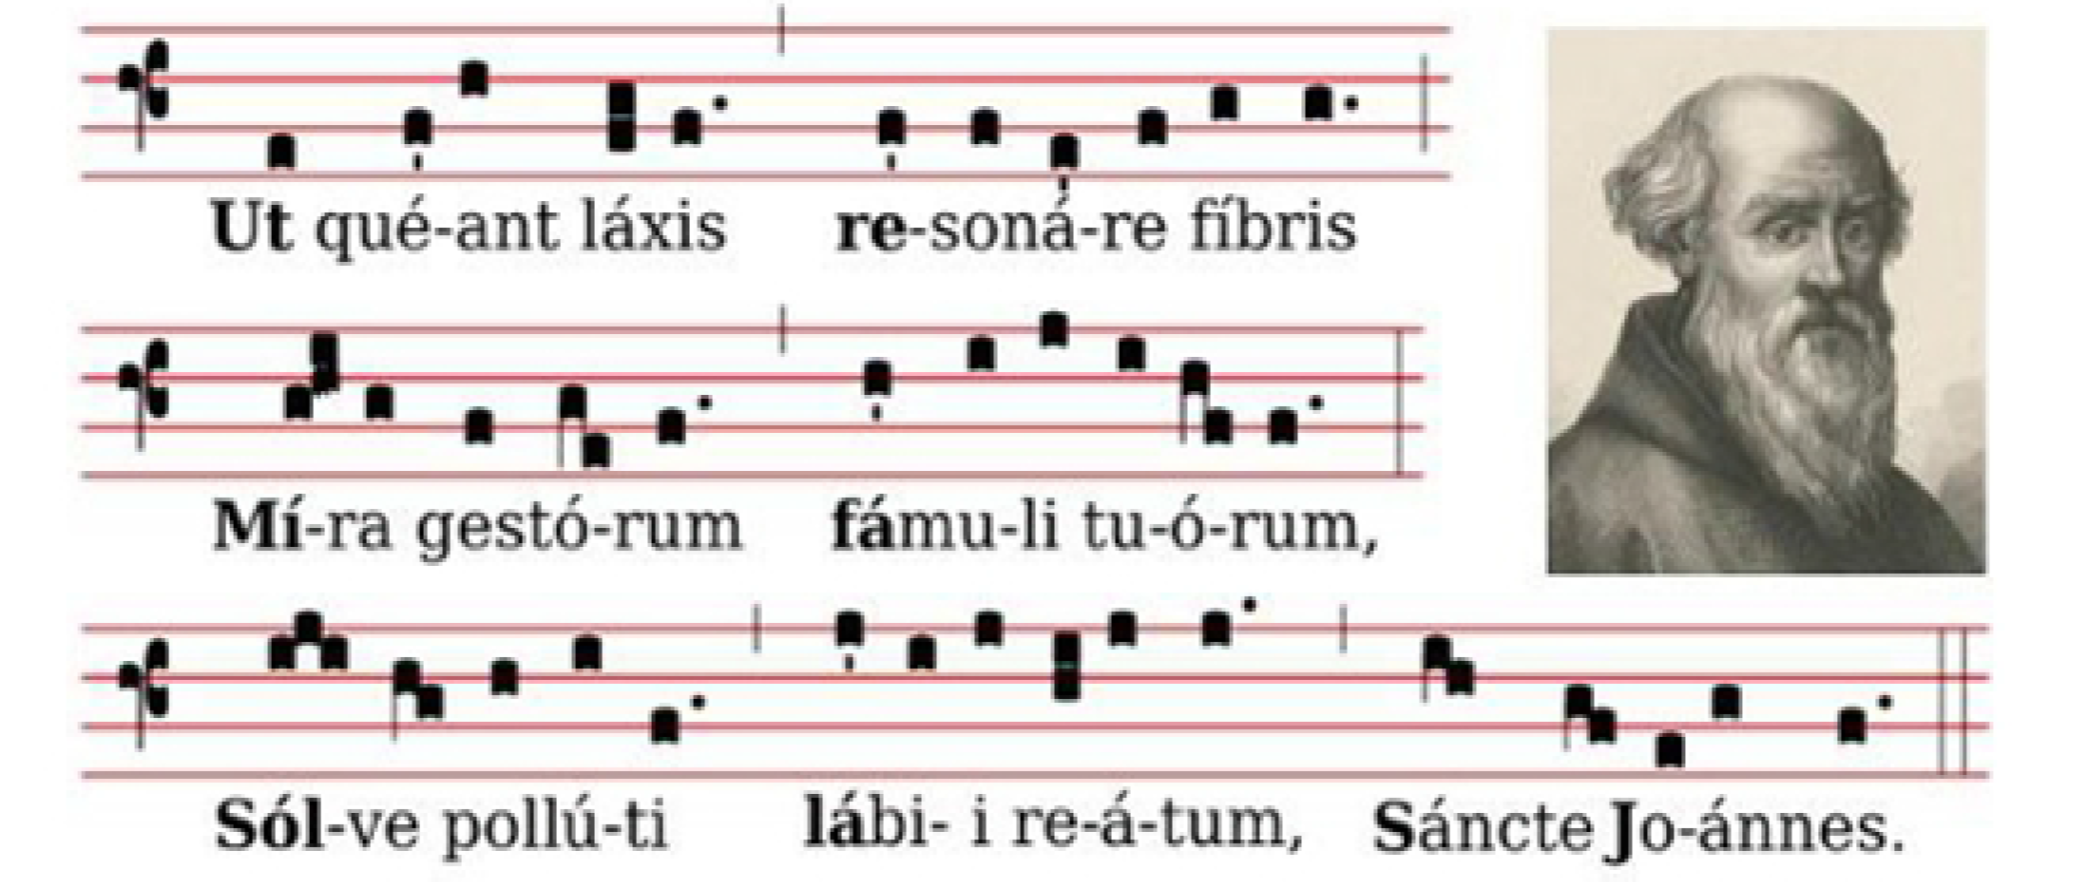 Ut qué-ant láxis re-soná-re fíbris
Mí-ra gestó-rum fámu-li tu-ó-rum,
Sól-ve pollú-ti lábi- i re-á-tum, Sáncte Jo-ánnes.